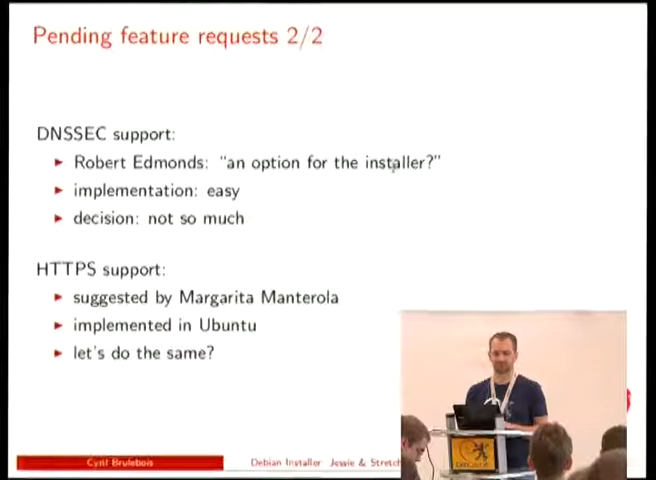 Pending feature requests 2/2
DNSSEC support:
Robert Edmonds: "an option for the installer?"
implementation: easy
decision: not so much
HTTPS support:
suggested by Margarita Manterola
implemented in Ubuntu
let's do the same?
Cyril Brulebois
Debian Installer Jessie & Stretch